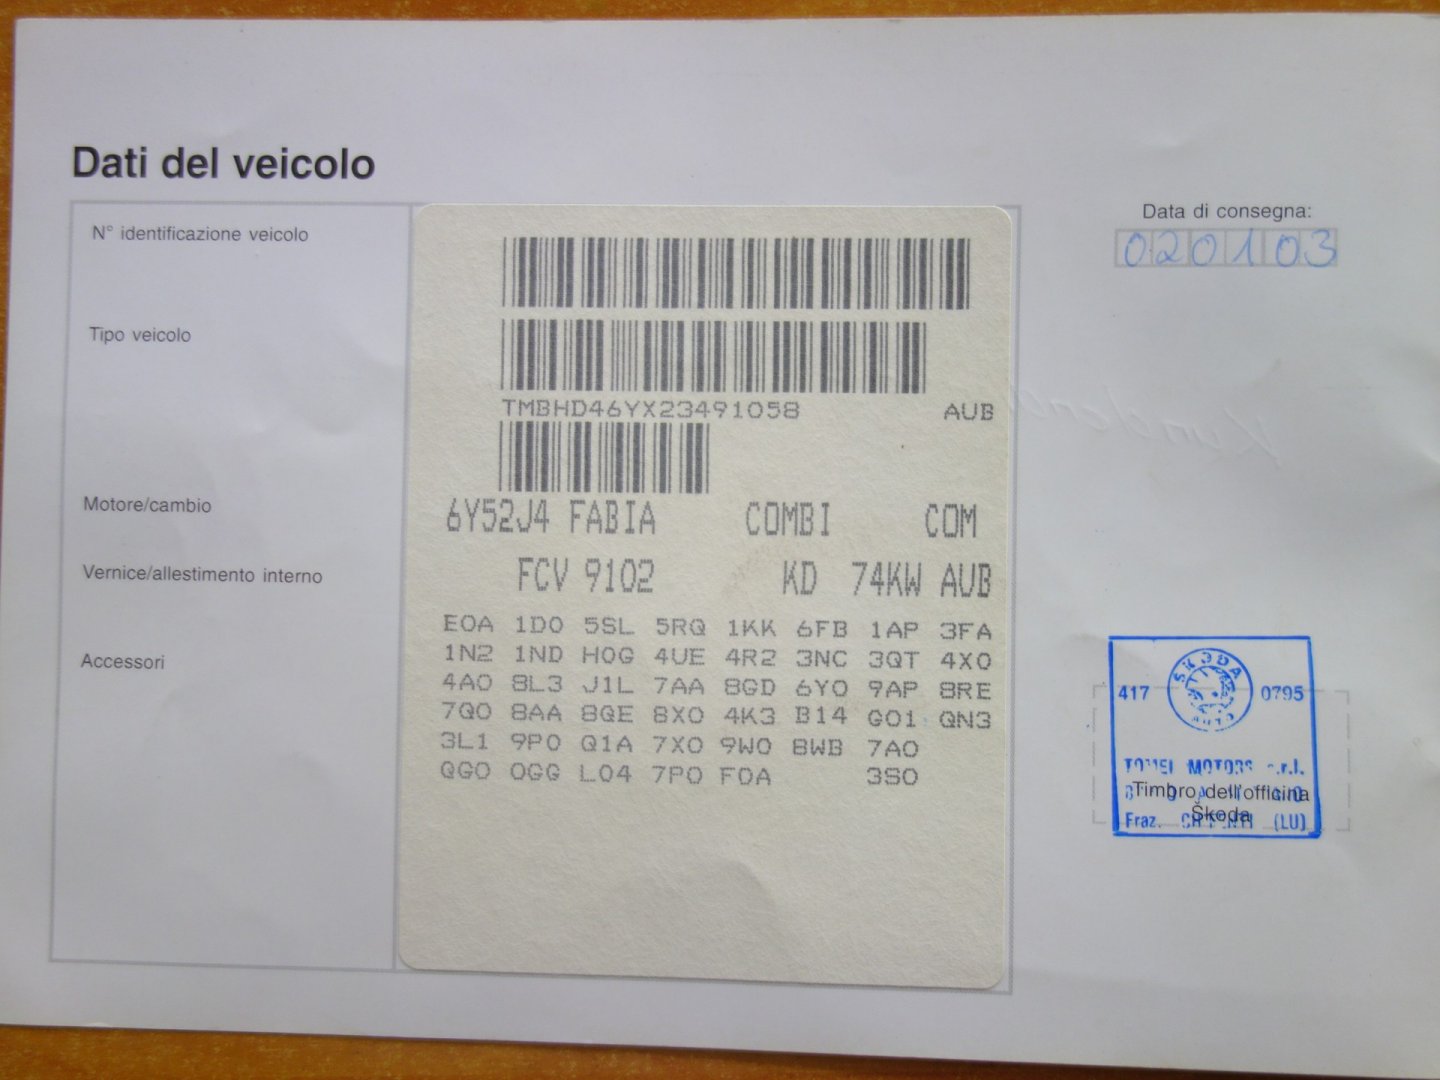 Dati del veicolo
N° identificazione veicolo
Data di consegna:
020103
Tipo veicolo
TMBHD46YX23491058 AUB
Motore/cambio
6Y52J4 FABIA COMBI COM
Vernice/allestimento interno
FCV 9102 KD 74KW AUB
E0A 1D0 5SL 5RQ 1KK 6FB 1AP 3FA
Accessori
1N2 1ND H0G 4UE 4R2 3NC 3QT 4X0
4A0 8L3 J1L 7AA 8GD 6Y0 9AP 8RE
7Q0 8AA 8QE 8X0 4K3 B14 G01 QN3
3L1 9P0 Q1A 7X0 9W0 8WB 7A0
QG0 0GG L04 7P0 F0A 3S0
ŠKODA
417 0795
AUTO
MOTORS s.r.l.
Timbro dell'officina
Škoda
Fraz. (LU)